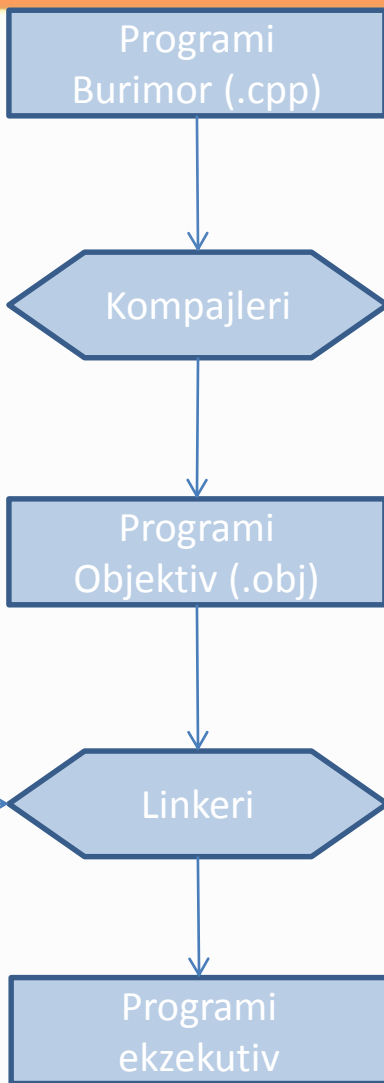 Programi
Burimor (.cpp)
Kompajleri
Programi
Objektiv (.obj)
Linkeri
Programi
ekzekutiv